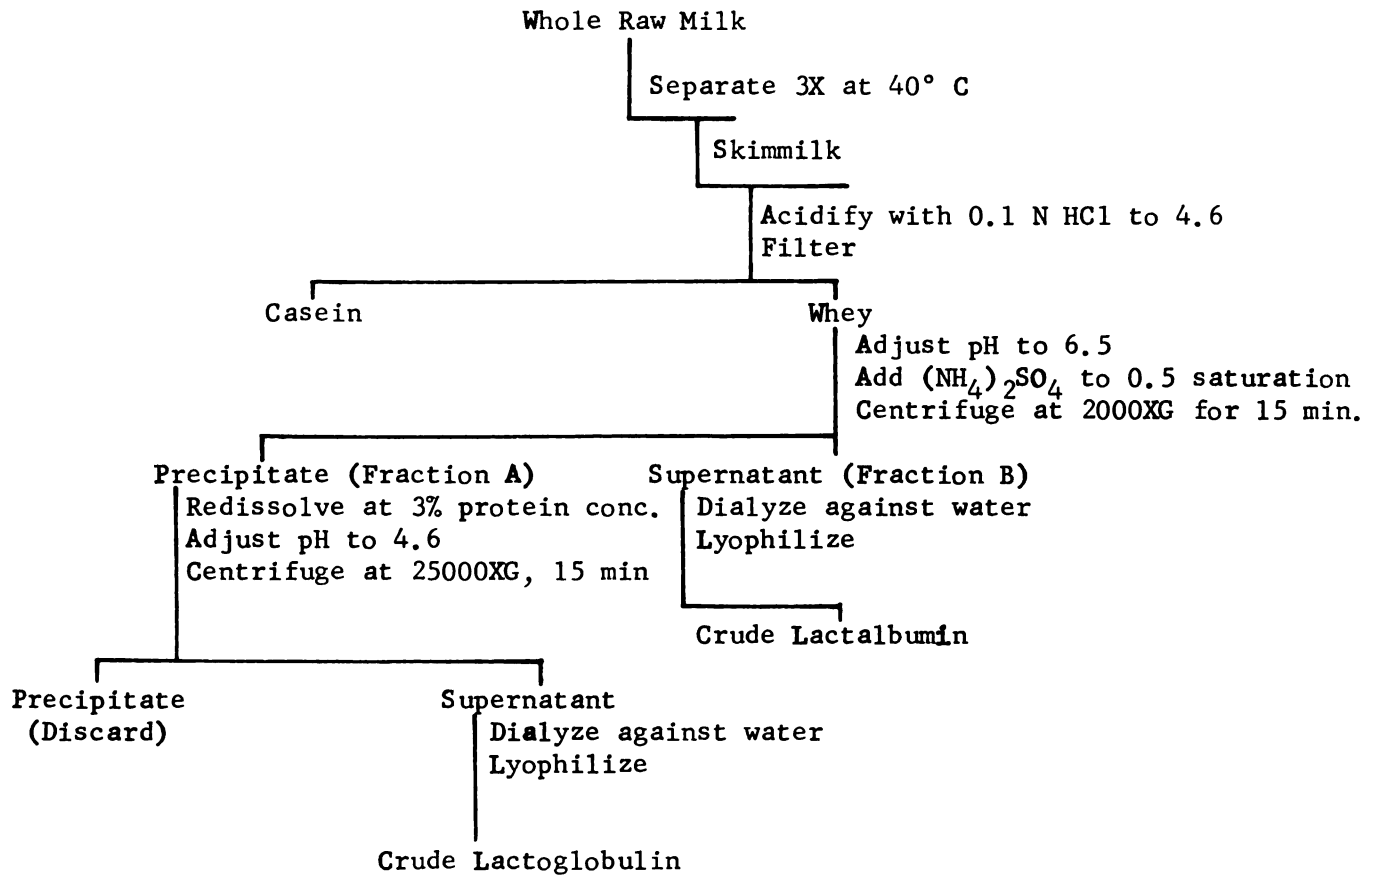 Whole Raw Milk
Separate 3X at 40° C
Skimmilk
Acidify with 0.1 N HCl to 4.6
Filter
Casein
Whey
Adjust pH to 6.5
Add (NH₄)₂SO₄ to 0.5 saturation
Centrifuge at 2000XG for 15 min.
Precipitate (Fraction A)
Redissolve at 3% protein conc.
Adjust pH to 4.6
Centrifuge at 25000XG, 15 min
Supernatant (Fraction B)
Dialyze against water
Lyophilize
Crude Lactalbumin
Precipitate
(Discard)
Supernatant
Dialyze against water
Lyophilize
Crude Lactoglobulin